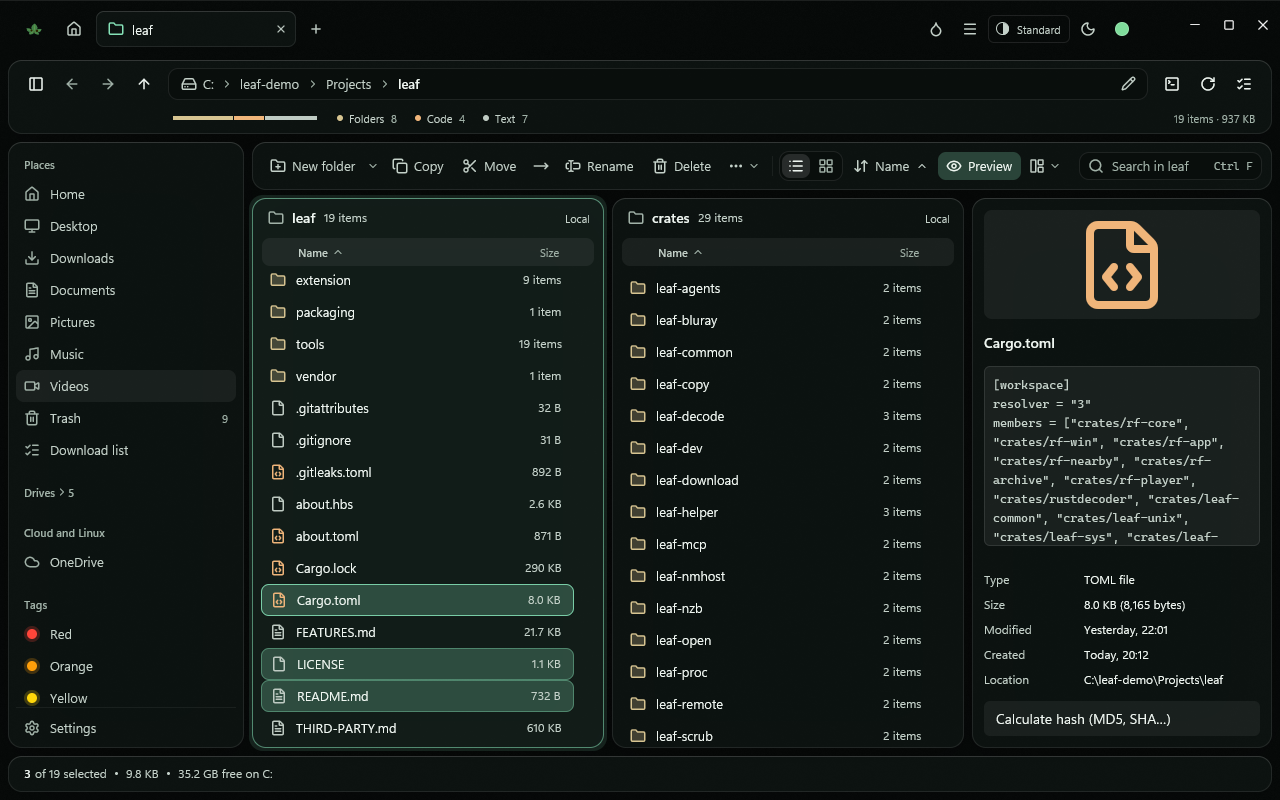 leaf
Standard
C: leaf-demo Projects leaf
Folders 8 Code 4 Text 7
19 items · 937 KB
Places
Home
Desktop
Downloads
Documents
Pictures
Music
Videos
Trash 9
Download list
Drives 5
Cloud and Linux
OneDrive
Tags
Red
Orange
Yellow
Settings
New folder Copy Move Rename Delete Name Preview Search in leaf Ctrl F
leaf 19 items Local
Name Size
extension 9 items
packaging 1 item
tools 19 items
vendor 1 item
.gitattributes 32 B
.gitignore 31 B
.gitleaks.toml 892 B
about.hbs 2.6 KB
about.toml 871 B
Cargo.lock 290 KB
Cargo.toml 8.0 KB
FEATURES.md 21.7 KB
LICENSE 1.1 KB
README.md 732 B
THIRD-PARTY.md 610 KB
crates 29 items Local
Name Size
leaf-agents 2 items
leaf-bluray 2 items
leaf-common 2 items
leaf-copy 2 items
leaf-decode 3 items
leaf-dev 2 items
leaf-download 2 items
leaf-helper 3 items
leaf-mcp 2 items
leaf-nmhost 2 items
leaf-nzb 2 items
leaf-open 2 items
leaf-proc 2 items
leaf-remote 2 items
leaf-scrub 2 items
Cargo.toml
[workspace]
resolver = "3"
members = ["crates/rf-core",
"crates/rf-win", "crates/rf-app",
"crates/rf-nearby", "crates/rf-
archive", "crates/rf-player",
"crates/rustdecoder", "crates/leaf-
common", "crates/leaf-unix",
"crates/leaf-sys", "crates/leaf-
Type TOML file
Size 8.0 KB (8,165 bytes)
Modified Yesterday, 22:01
Created Today, 20:12
Location C:\leaf-demo\Projects\leaf
Calculate hash (MD5, SHA...)
3 of 19 selected • 9.8 KB • 35.2 GB free on C: